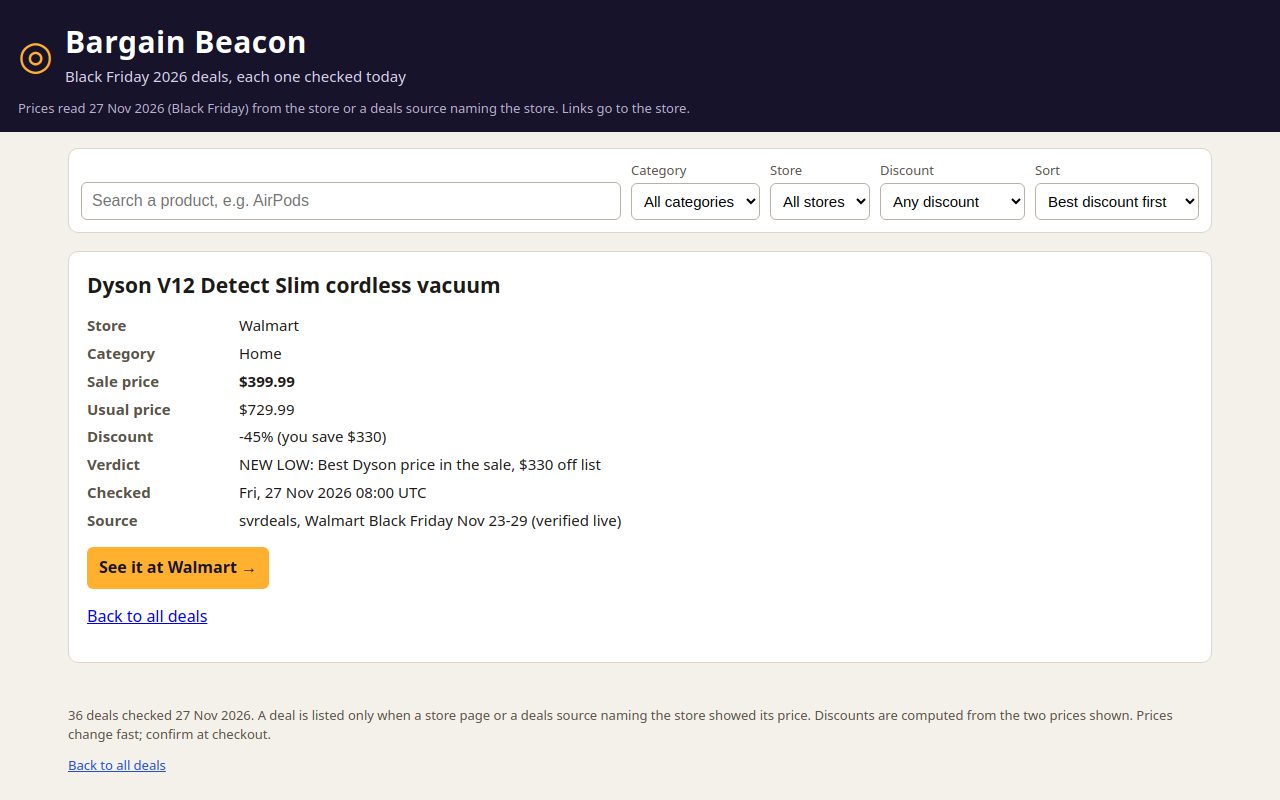 Bargain Beacon
Black Friday 2026 deals, each one checked today
Prices read 27 Nov 2026 (Black Friday) from the store or a deals source naming the store. Links go to the store.
Category
Store
Discount
Sort
Search a product, e.g. AirPods
All categories
All stores
Any discount
Best discount first
Dyson V12 Detect Slim cordless vacuum
Store Walmart
Category Home
Sale price $399.99
Usual price $729.99
Discount -45% (you save $330)
Verdict NEW LOW: Best Dyson price in the sale, $330 off list
Checked Fri, 27 Nov 2026 08:00 UTC
Source svrdeals, Walmart Black Friday Nov 23-29 (verified live)
See it at Walmart →
Back to all deals
36 deals checked 27 Nov 2026. A deal is listed only when a store page or a deals source naming the store showed its price. Discounts are computed from the two prices shown. Prices
change fast; confirm at checkout.
Back to all deals